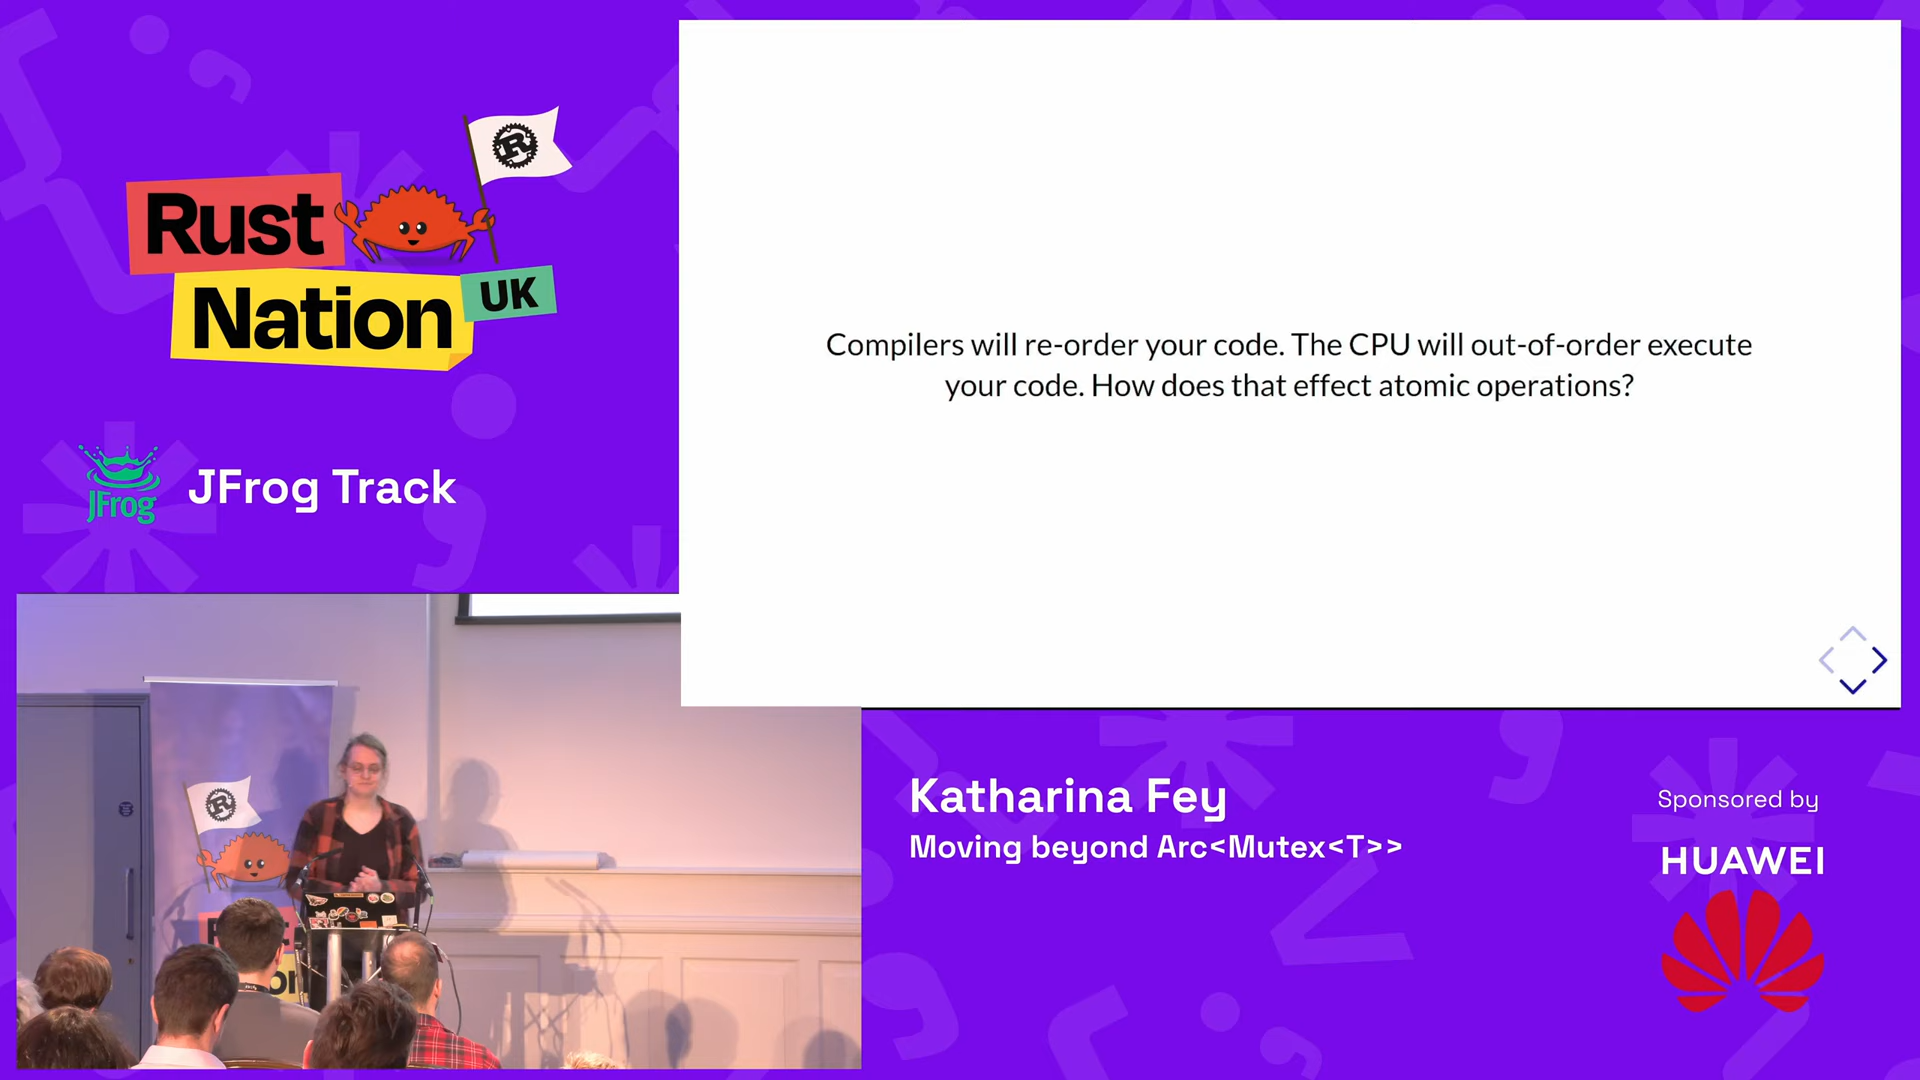 Rust
Nation
UK
R
JFrog
JFrog Track
Compilers will re-order your code. The CPU will out-of-order execute
your code. How does that effect atomic operations?
R
on
Katharina Fey
Moving beyond Arc<Mutex<T>>
Sponsored by
HUAWEI